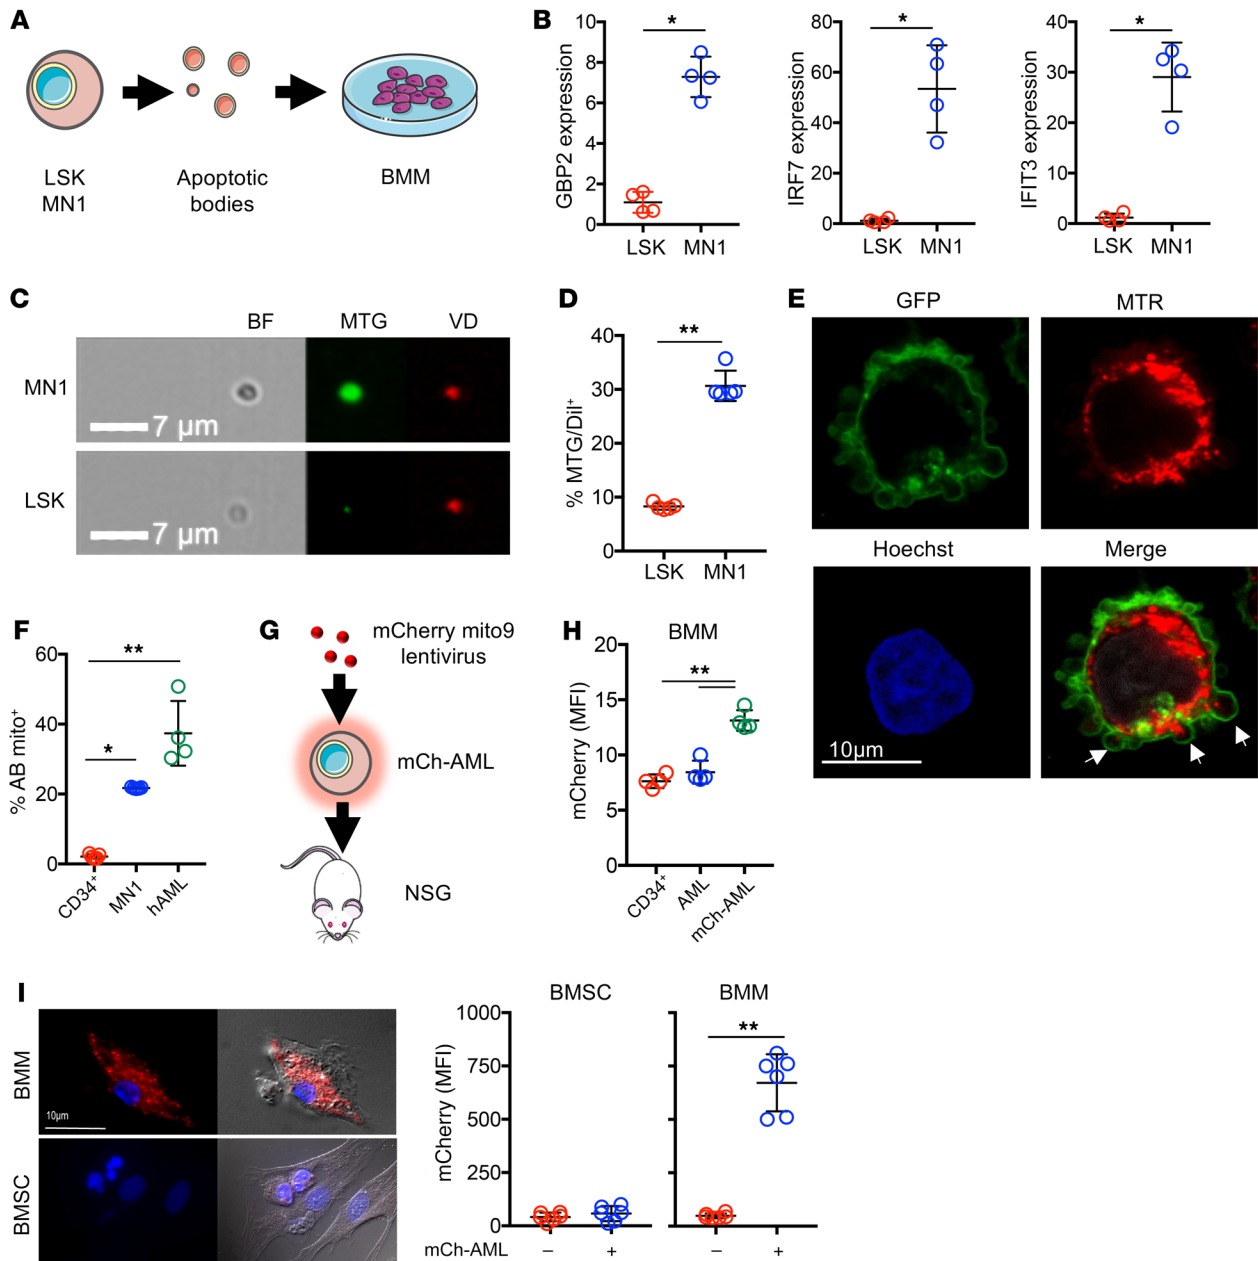 A
LSK
MN1
Apoptotic
bodies
BMM
B
GBP2 expression
10
8
6
4
2
0
*
LSK MN1
IRF7 expression
80
60
40
20
0
*
LSK MN1
IFIT3 expression
40
30
20
10
0
*
LSK MN1
C
BF MTG VD
MN1
7 µm
LSK
7 µm
D
% MTG/Dil+
40
30
20
10
0
**
LSK MN1
E
GFP MTR
Hoechst Merge
10µm
F
% AB mito+
60
40
20
0
**
*
CD34+ MN1 hAML
G
mCherry mito9
lentivirus
mCh-AML
NSG
H
BMM
mCherry (MFI)
20
15
10
5
0
**
CD34+ AML mCh-AML
I
BMM
10µm
BMSC
BMSC BMM
mCherry (MFI)
1000
750
500
250
0
**
mCh-AML – + – +